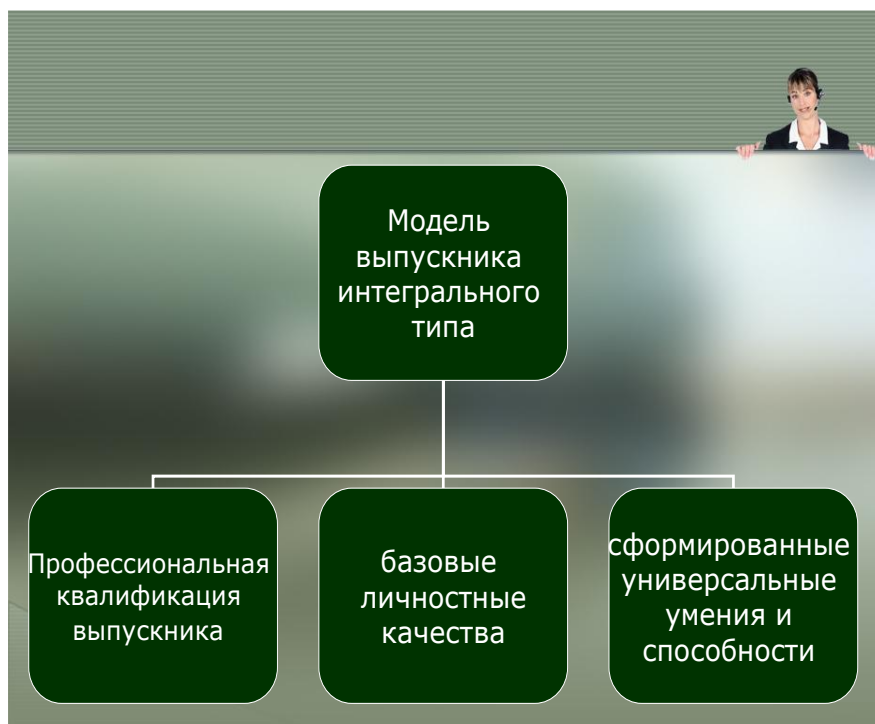 Модель
выпускника
интегрального
типа
Профессиональная
квалификация
выпускника
базовые
личностные
качества
сформированные
универсальные
умения и
способности